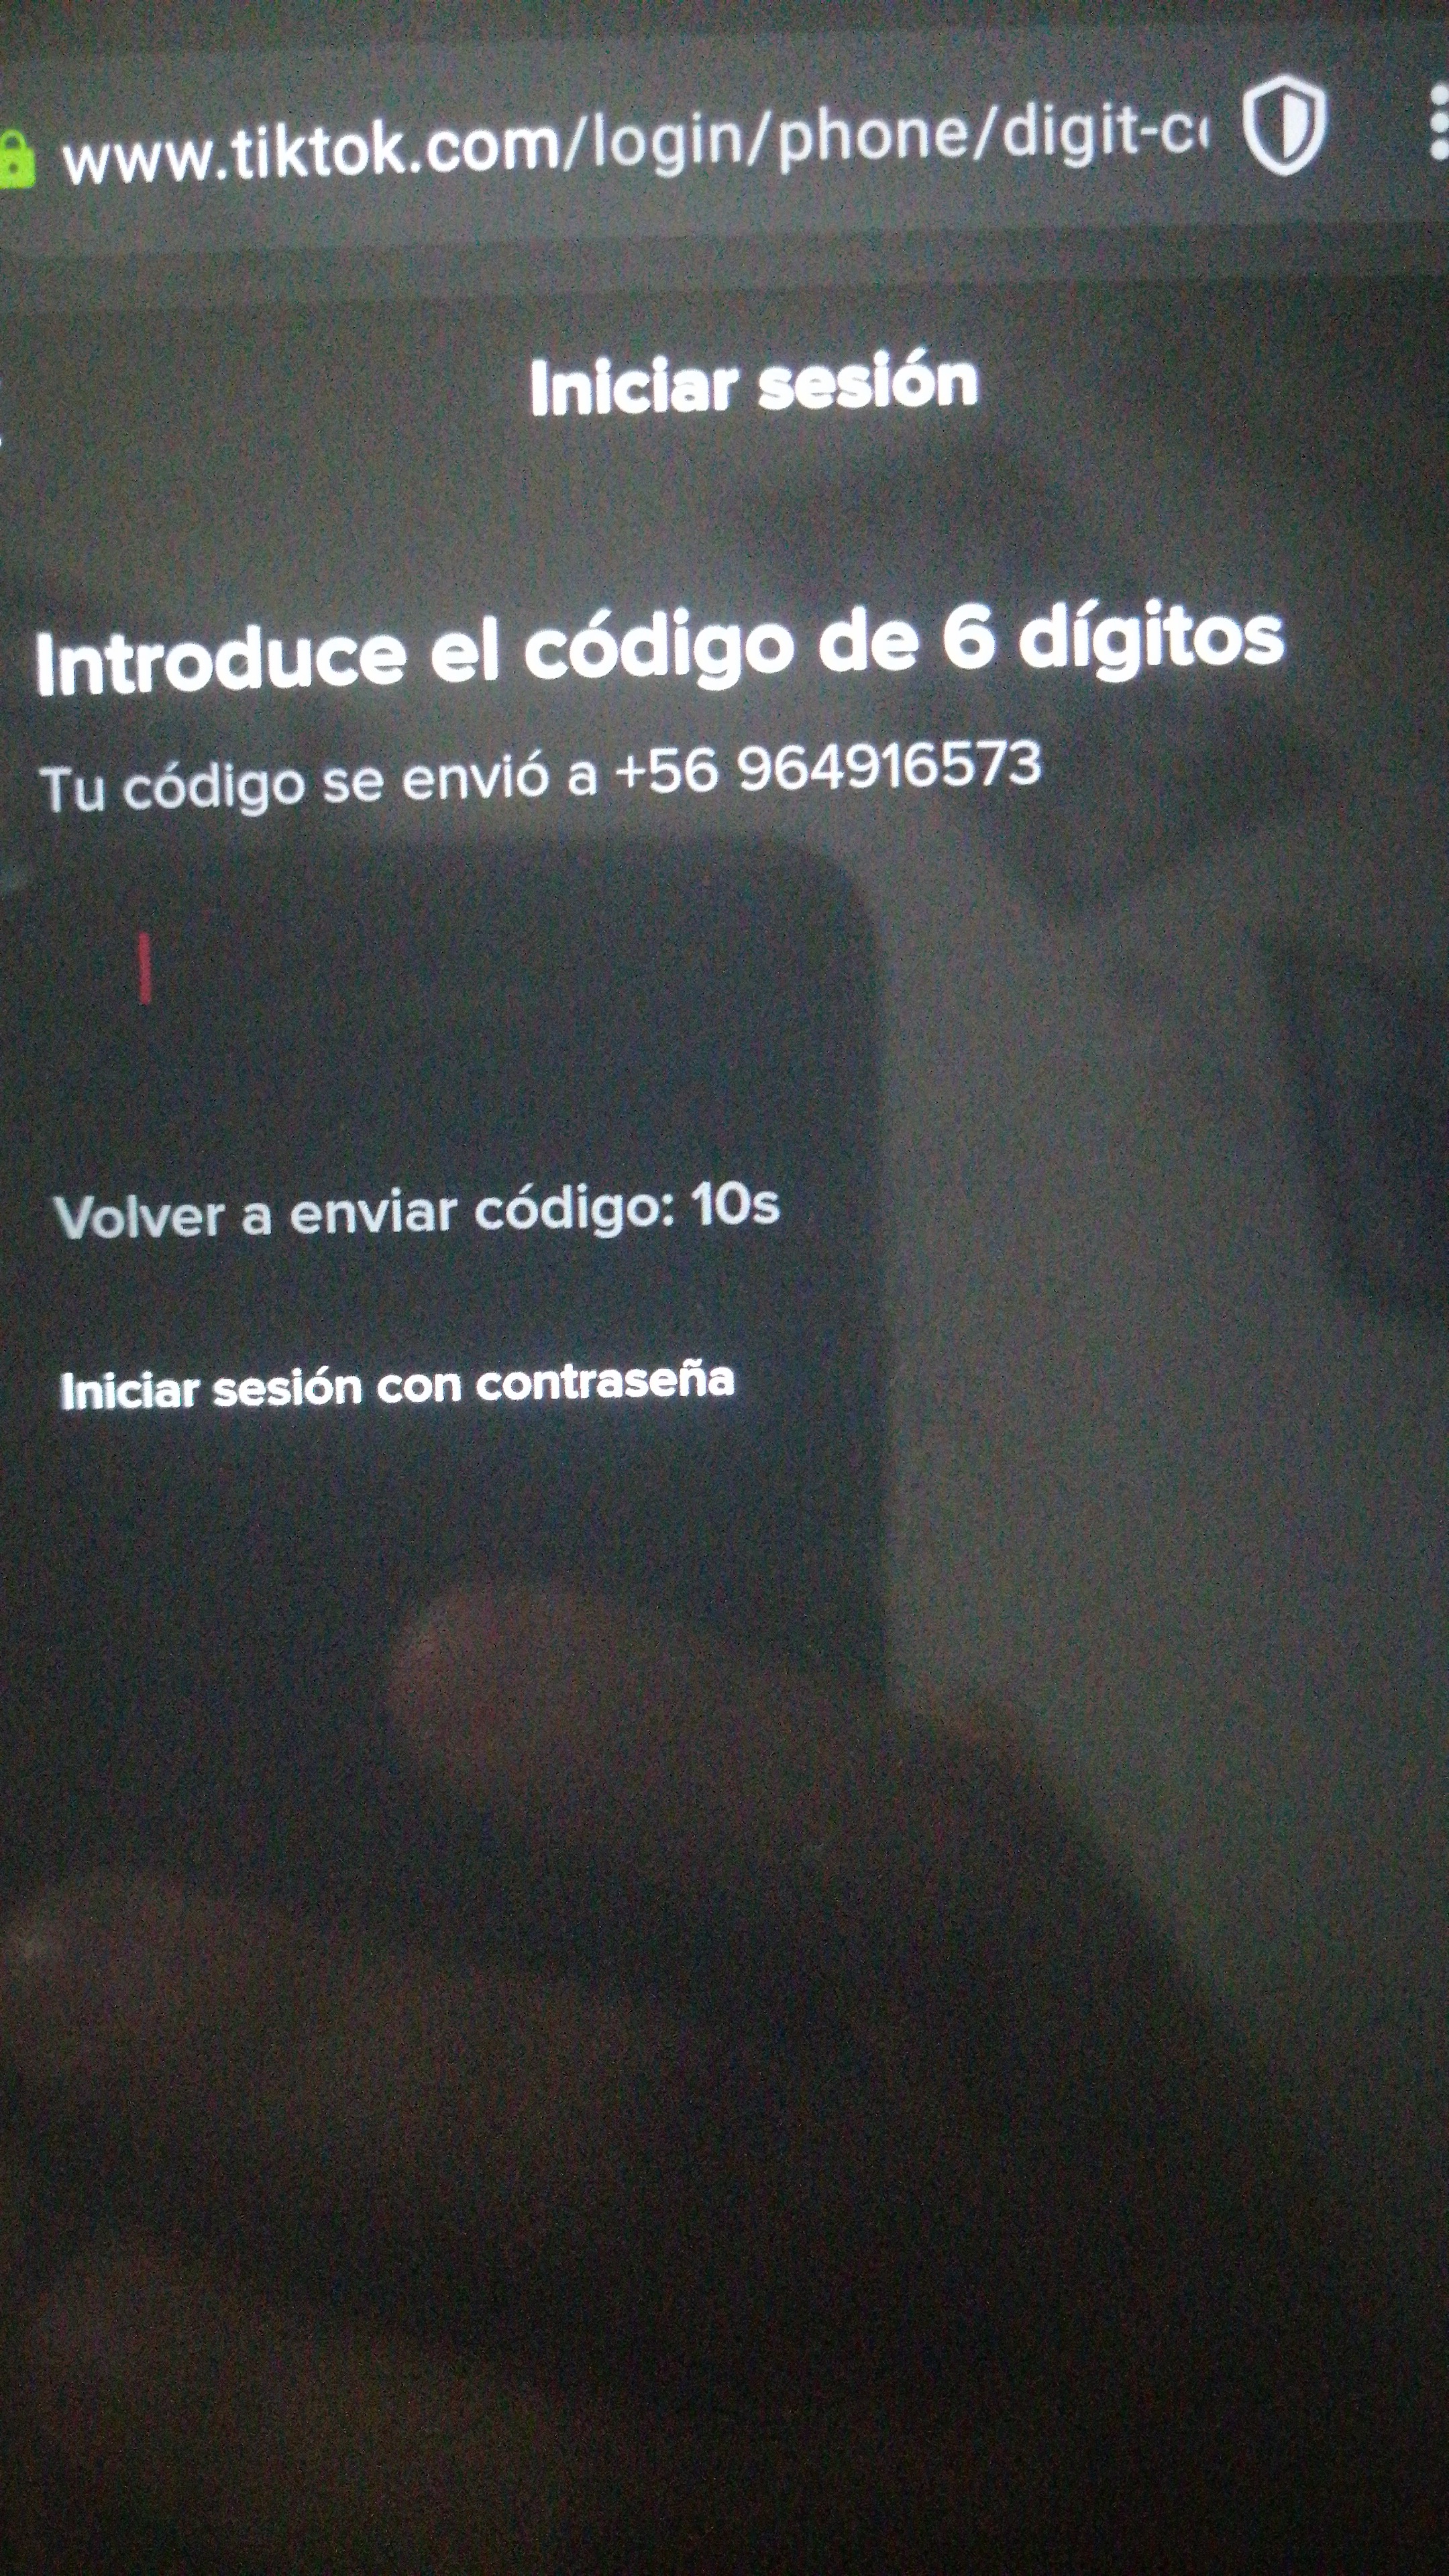 www.tiktok.com/login/phone/digit-c
Iniciar sesión
Introduce el código de 6 dígitos
Tu código se envió a +56 964916573
Volver a enviar código: 10s
Iniciar sesión con contraseña